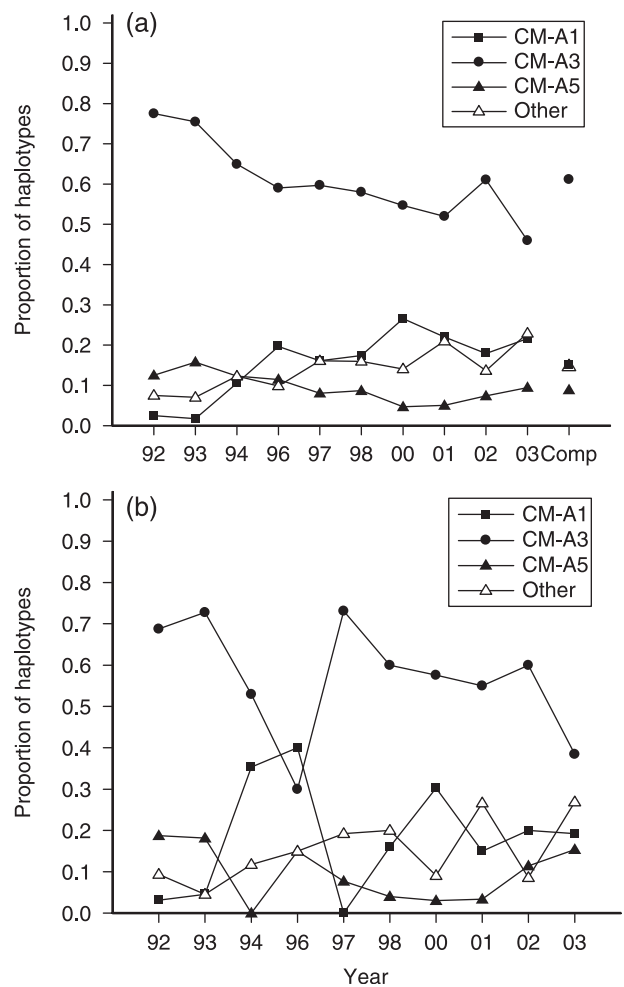 (a)
CM-A1
CM-A3
CM-A5
Other
Proportion of haplotypes
1.0
0.9
0.8
0.7
0.6
0.5
0.4
0.3
0.2
0.1
0.0
92 93 94 96 97 98 00 01 02 03 Comp
(b)
CM-A1
CM-A3
CM-A5
Other
Proportion of haplotypes
1.0
0.9
0.8
0.7
0.6
0.5
0.4
0.3
0.2
0.1
0.0
92 93 94 96 97 98 00 01 02 03
Year